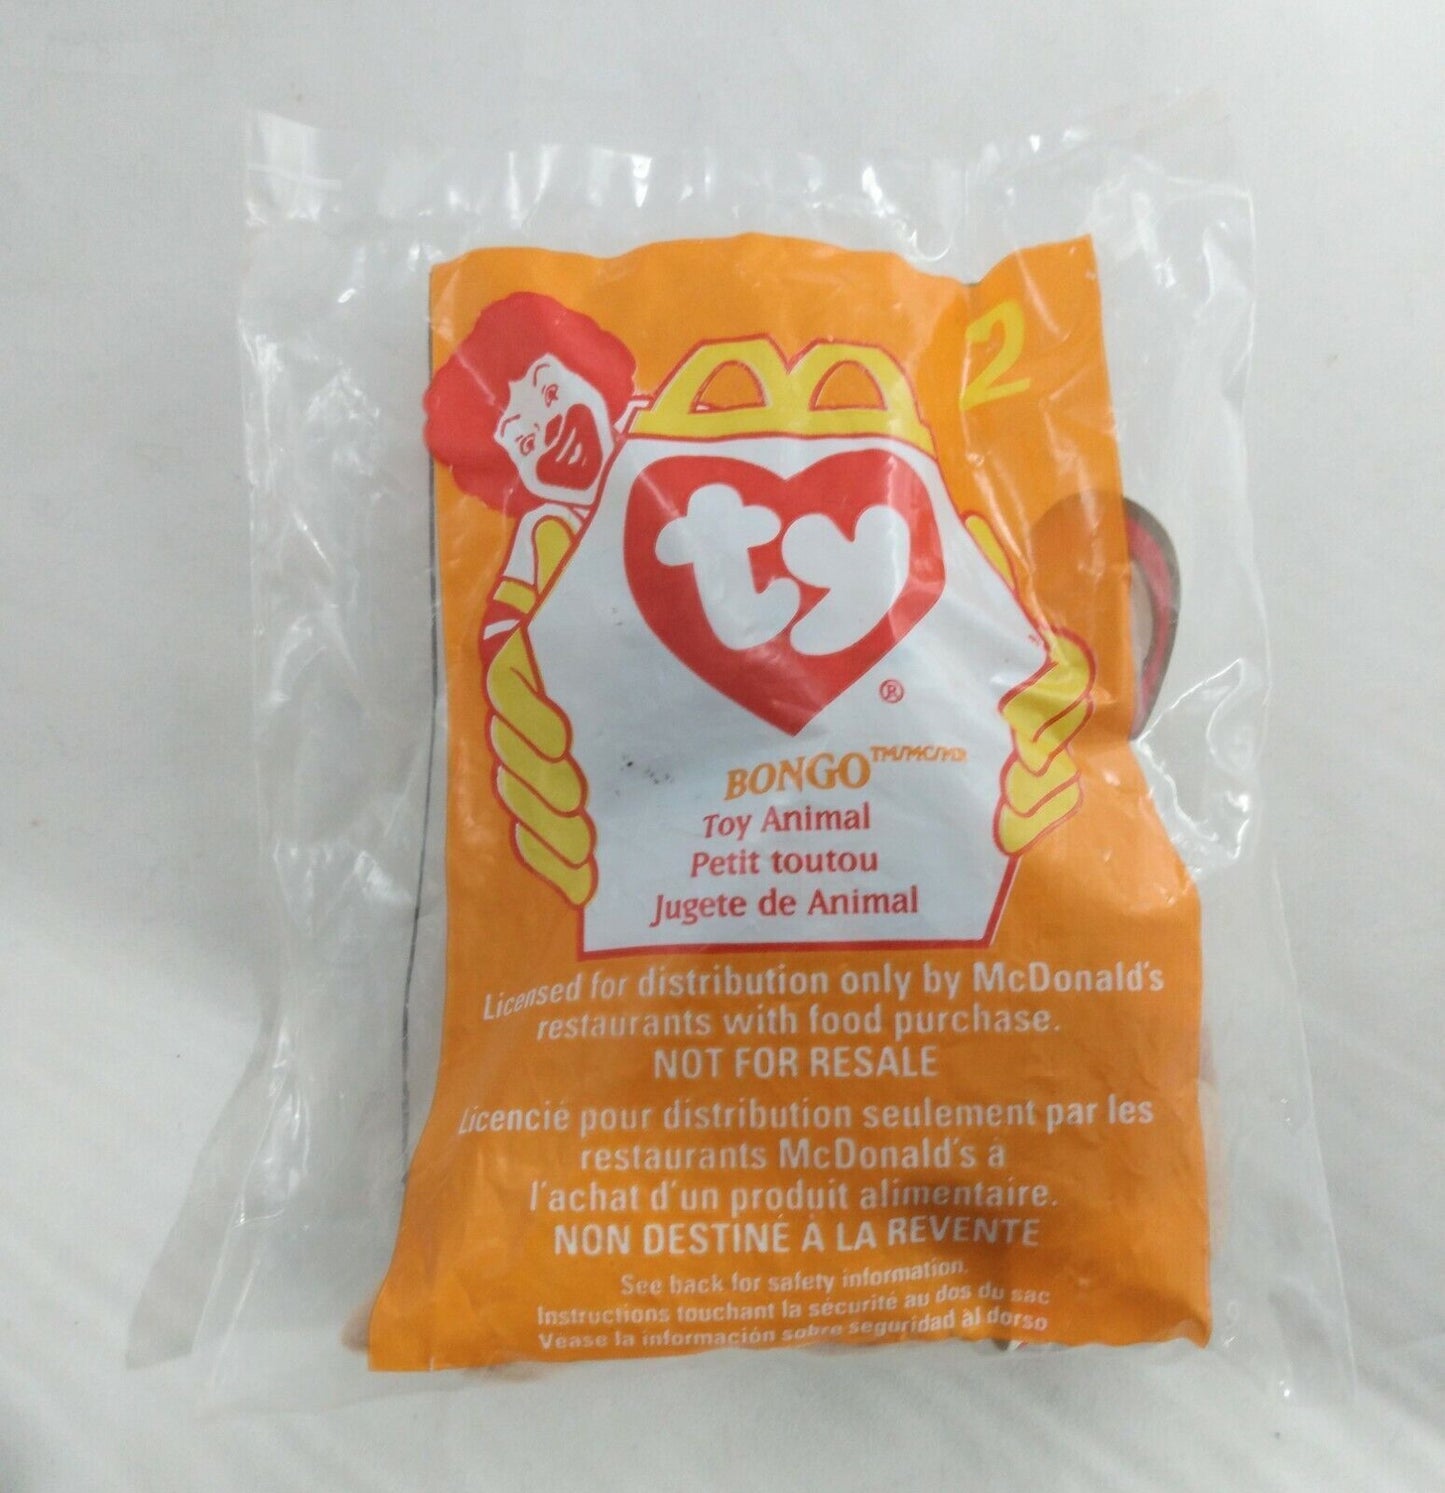 2
ty®
BONGO™/MC/MR
Toy Animal
Petit toutou
Jugete de Animal
Licensed for distribution only by McDonald's
restaurants with food purchase.
NOT FOR RESALE
Licencié pour distribution seulement par les
restaurants McDonald's à
l'achat d'un produit alimentaire.
NON DESTINÉ À LA REVENTE
See back for safety information.
Instructions touchant la sécurité au dos du sac
Vease la información sobre seguridad al dorso